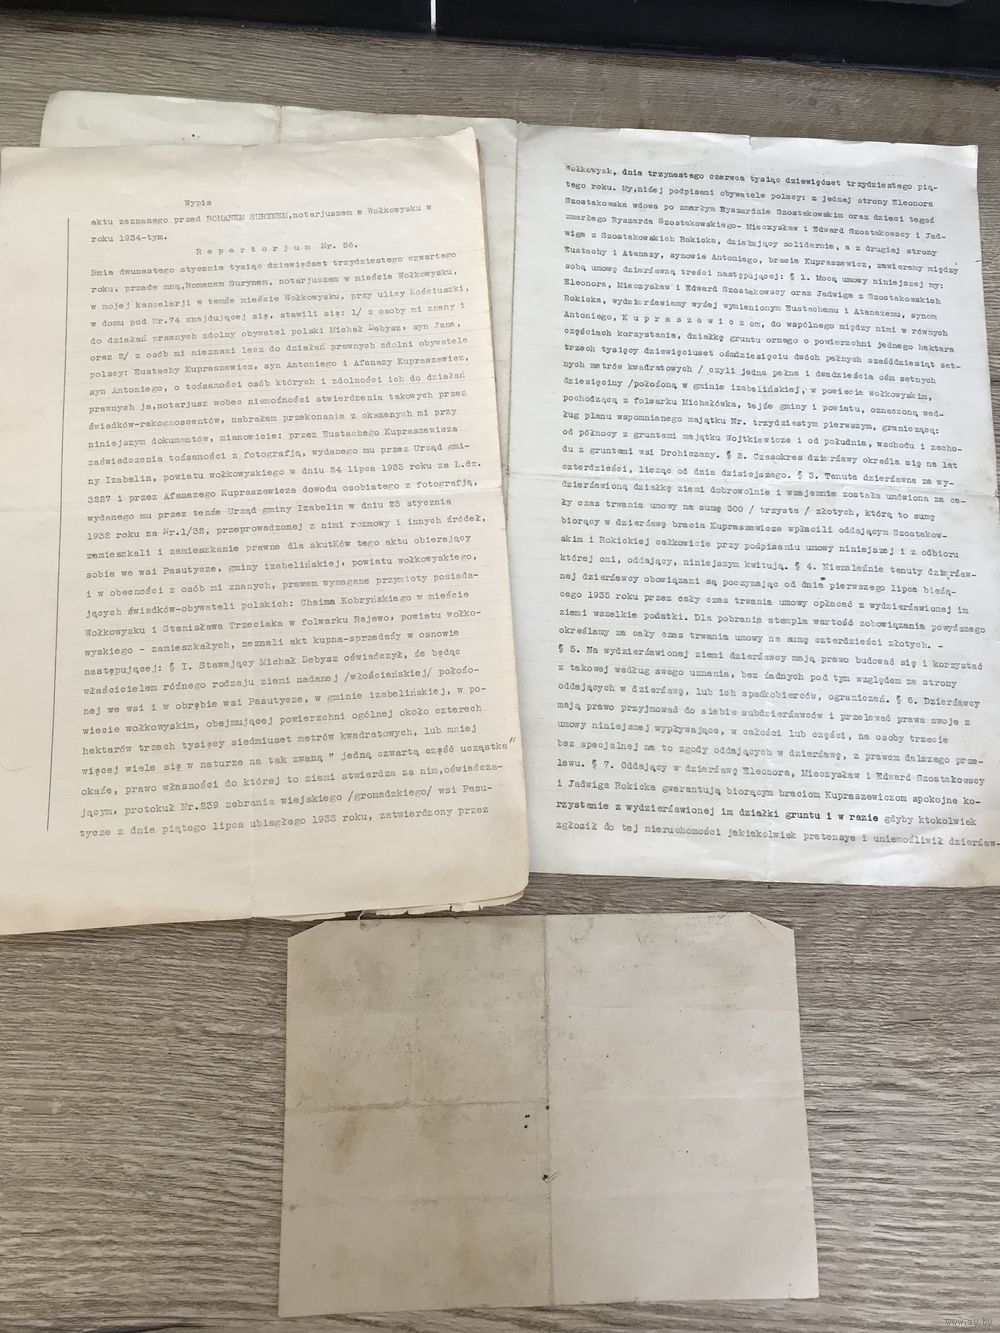 Wypis
aktu zeznanego przed ROMANEM SURYNEM,notarjuszem w Wołkowysku w
roku 1934-tym.
R e p e r t o r j u m Nr. 56.
Dnia dwunastego stycznia tysiąc dziewięćset trzydziestego czwartego
roku, przede mną,Romanem Surynem, notarjuszem w mieście Wołkowysku,
w mojej kancelarji w temże mieście Wołkowysku, przy ulicy Kościuszki,
w domu pod Nr.74 znajdującej się, stawili się: 1/ z osoby mi znany i
do działań prawnych zdolny obywatel polski Michał Debysz, syn Jana,
oraz 2/ z osób mi nieznani lecz do działań prawnych zdolni obywatele
polscy: Eustachy Kupraszewicz, syn Antoniego i Afanazy Kupraszewicz,
syn Antoniego, o tożsamości osób których i zdolności ich do działań
prawnych ja,notarjusz wobec niemożności stwierdzenia takowych przez
świadków-rekognoscentów, nabrałem przekonania z okazanych mi przy
niniejszym dokumentów, mianowicie: przez Eustachego Kupraszewicza
zaświadczenia tożsamości z fotografją, wydanego mu przez Urząd gmi-
ny Izabelin, powiatu wołkowyskiego w dniu 24 lipca 1933 roku za L.dz.
3227 i przez Afanazego Kupraszewicza dowodu osobistego z fotografją,
wydanego mu przez tenże Urząd gminy Izabelin w dniu 23 stycznia
1932 roku za Nr.1/32, przeprowadzonej z nimi rozmowy i innych źródeł,
zamieszkali i zamieszkanie prawne dla skutków tego aktu obierający
sobie we wsi Pasutycze, gminy izabelińskiej, powiatu wołkowyskiego,
i w obecności z osób mi znanych, prawem wymagane przymioty posiada-
jących świadków-obywateli polskich: Chaima Kobryńskiego w mieście
Wołkowysku i Stanisława Trzeciaka w folwarku Rajewo, powiatu wołko-
wyskiego - zamieszkałych, zeznali akt kupna-sprzedaży w osnowie
następującej: § I. Stawający Michał Debysz oświadczył, że będąc
właścicielem różnego rodzaju ziemi nadanej /włościańskiej/ położo-
nej we wsi i w obrębie wsi Pasutycze, w gminie izabelińskiej, w po-
wiecie wołkowyskim, obejmującej powierzchni ogólnej około czterech
hektarów trzech tysięcy siedmiuset metrów kwadratowych, lub mniej
więcej wiele się w naturze na tak zwaną " jedną czwartą część ucząstka"
okaże, prawo własności do której to ziemi stwierdza za nim,oświadcza-
jącym, protokuł Nr.239 zebrania wiejskiego /gromadzkiego/ wsi Pasu-
tycze z dnia piątego lipca ubiegłego 1933 roku, zatwierdzony przez
Wołkowysk, dnia trzynastego czerwca tysiąc dziewięćset trzydziestego pią-
tego roku. My,niżej podpisani obywatele polscy: z jednej strony Eleonora
Szostakowska wdowa po zmarłym Ryszardzie Szostakowskim oraz dzieci tegoż
zmarłego Ryszarda Szostakowskiego- Mieczysław i Edward Szostakowscy i Jad-
wiga z Szostakowskich Rokicka, działający solidarnie, a z drugiej strony
Eustachy i Atanazy, synowie Antoniego, bracie Kupraszewicz, zawieramy między
sobą umowę dzierżawną treści następującej: § 1. Mocą umowy niniejszej my:
Eleonora, Mieczysław i Edward Szostakowscy oraz Jadwiga z Szostakowskich
Rokicka, wydzierżawiamy wyżej wymienionym Eustachemu i Atanazemu, synom
Antoniego, K u p r a s z e w i c z om, do wspólnego między nimi w równych
częściach korzystania, działkę gruntu ornego o powierzchni jednego hektara
trzech tysięcy dziewięciuset ośmdziesięciu dwóch pełnych sześćdziesiąt set-
nych metrów kwadratowych / czyli jedna pełna i dwadzieścia ośm setnych
dziesięciny /położoną w gminie izabelińskiej, w powiecie wołkowyskim,
pochodzącą z folwarku Michałówka, tejże gminy i powiatu, oznaczoną wed-
ług planu wspomnianego majątku Nr. trzydziestym pierwszym, graniczącą:
od północy z gruntami majątku Wojtkiewicze i od południe, wschodu i zacho-
du z gruntami wsi Drohiczany. § 2. Czasokres dzierżawy określa się na lat
czterdzieści, licząc od dnia dzisiejszego. § 3. Tenuta dzierżawna za wy-
dzierżawioną działkę ziemi dobrowolnie i wzajemnie została umówiona za ca-
ły czas trwania umowy na sumę 300 / trzysta / złotych, którą to sumę
biorący w dzierżawę bracia Kupraszewicze wpłacili oddającym Szostakow-
skim i Rokickiej całkowicie przy podpisaniu umowy niniejszej i z odbioru
której oni, oddający, niniejszym kwitują. § 4. Niezależnie tenuty dzierżaw-
nej dzierżawcy obowiązani są poczynając od dnia pierwszego lipca bieżą-
cego 1935 roku przez cały czas trwania umowy opłacać z wydzierżawionej im
ziemi wszelkie podatki. Dla pobrania stempla wartość zobowiązania powyższego
określamy za cały czas trwania umowy na sumę czterdzieści złotych. -
§ 5. Na wydzierżawionej ziemi dzierżawcy mają prawo budować się i korzystać
z takowej według swego uznania, bez żadnych pod tym względem ze strony
oddających w dzierżawę, lub ich spadkobierców, ograniczeń. § 6. Dzierżawcy
mają prawo przyjmować do siebie subdzierżawców i przelewać prawa swoje z
umowy niniejszej wypływające, w całości lub części, na osoby trzecie
bez specjalnej na to zgody oddających w dzierżawę, z prawem dalszego prze-
lewu. § 7. Oddający w dzierżawę Eleonora, Mieczysław i Edward Szostakowscy
i Jadwiga Rokicka gwarantują biorącym braciom Kupraszewiczom spokojne ko-
rzystanie z wydzierżawionej im działki gruntu i w razie gdyby ktokolwiek
zgłosił do tej nieruchomości jakiekolwiek pretensye i uniemożliwił dzierżaw-
www.ay.by